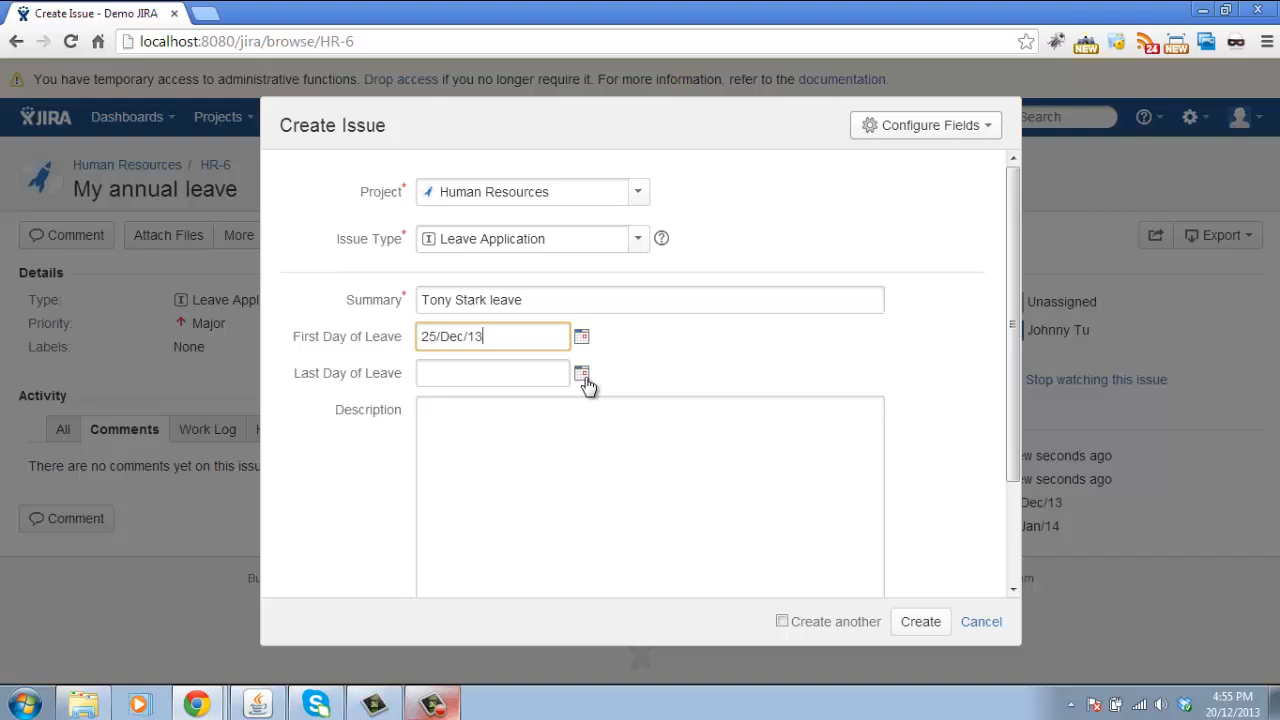 Create Issue - Demo JIRA
localhost:8080/jira/browse/HR-6
NEW
24
NEW
You have temporary access to administrative functions. Drop access if you no longer require it. For more information, refer to the documentation.
JIRA Dashboards Projects Search
Create Issue
Configure Fields
Human Resources / HR-6
My annual leave
Comment Attach Files More
Export
Project* Human Resources
Issue Type* Leave Application
Details
Type: Leave Appl
Priority: Major
Labels: None
Unassigned
Johnny Tu
Stop watching this issue
Summary* Tony Stark leave
First Day of Leave 25/Dec/13
Last Day of Leave
Description
Activity
All Comments Work Log
There are no comments yet on this issu
Comment
ew seconds ago
ew seconds ago
Dec/13
Jan/14
Bu
m
Create another Create Cancel
4:55 PM
20/12/2013